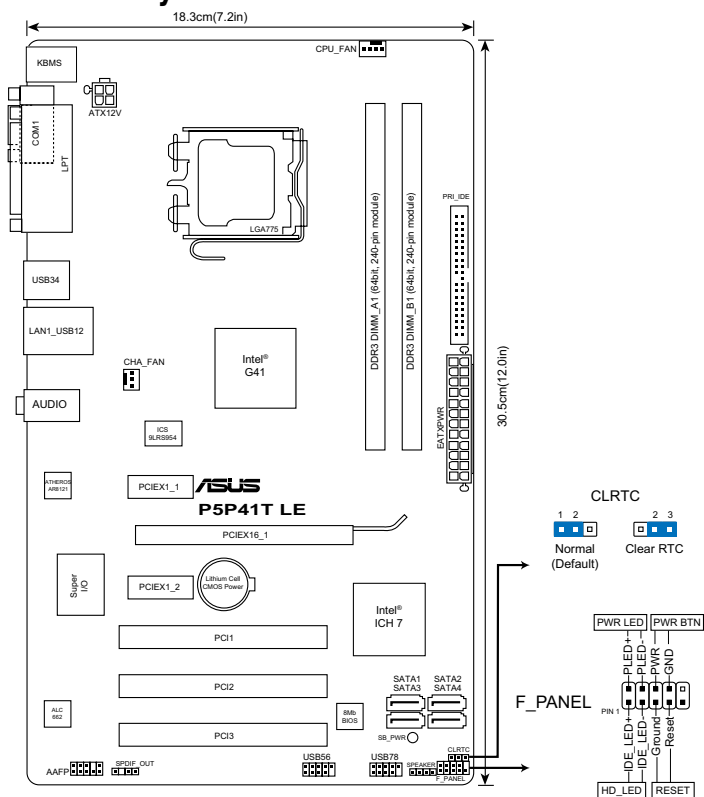 18.3cm(7.2in)
CPU_FAN
KBMS
ATX12V
COM1
LPT
LGA775
DDR3 DIMM_A1 (64bit, 240-pin module)
DDR3 DIMM_B1 (64bit, 240-pin module)
PRI_IDE
30.5cm(12.0in)
USB34
LAN1_USB12
CHA_FAN
Intel®
G41
EATXPWR
AUDIO
ICS
9LRS954
ATHEROS
AR8121
PCIEX1_1
ASUS
P5P41T LE
PCIEX16_1
Super
I/O
PCIEX1_2
Lithium Cell
CMOS Power
Intel®
ICH 7
PCI1
PCI2
PCI3
SATA1
SATA3
SATA2
SATA4
ALC
662
8Mb
BIOS
SB_PWR
AAFP
SPDIF_OUT
USB56
USB78
SPEAKER
CLRTC
F_PANEL
CLRTC
1 2
2 3
Normal
(Default)
Clear RTC
F_PANEL
PWR LED
PWR BTN
PLED+
PLED-
PWR
GND
PIN 1
IDE_LED+
IDE_LED-
Ground
Reset
HD_LED
RESET